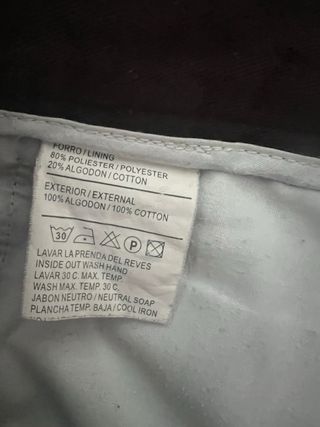 FORRO / LINING
80% POLIESTER / POLYESTER
20% ALGODON / COTTON
EXTERIOR / EXTERNAL
100% ALGODON / 100% COTTON
30 P
LAVAR LA PRENDA DEL REVES
INSIDE OUT WASH HAND
LAVAR 30 C. MAX. TEMP.
WASH MAX. TEMP. 30 C.
JABON NEUTRO / NEUTRAL SOAP
PLANCHA TEMP. BAJA / COOL IRON